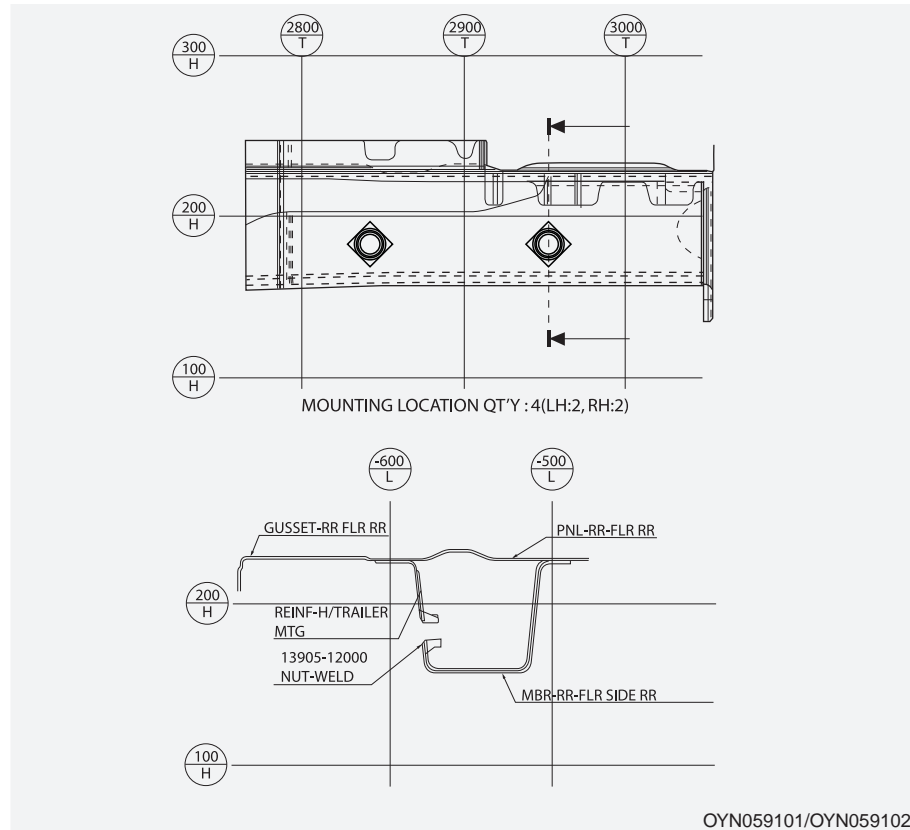 2800
T
2900
T
3000
T
300
H
200
H
100
H
MOUNTING LOCATION QT'Y : 4(LH:2, RH:2)
-600
L
-500
L
GUSSET-RR FLR RR
PNL-RR-FLR RR
200
H
REINF-H/TRAILER
MTG
13905-12000
NUT-WELD
MBR-RR-FLR SIDE RR
100
H
OYN059101/OYN059102